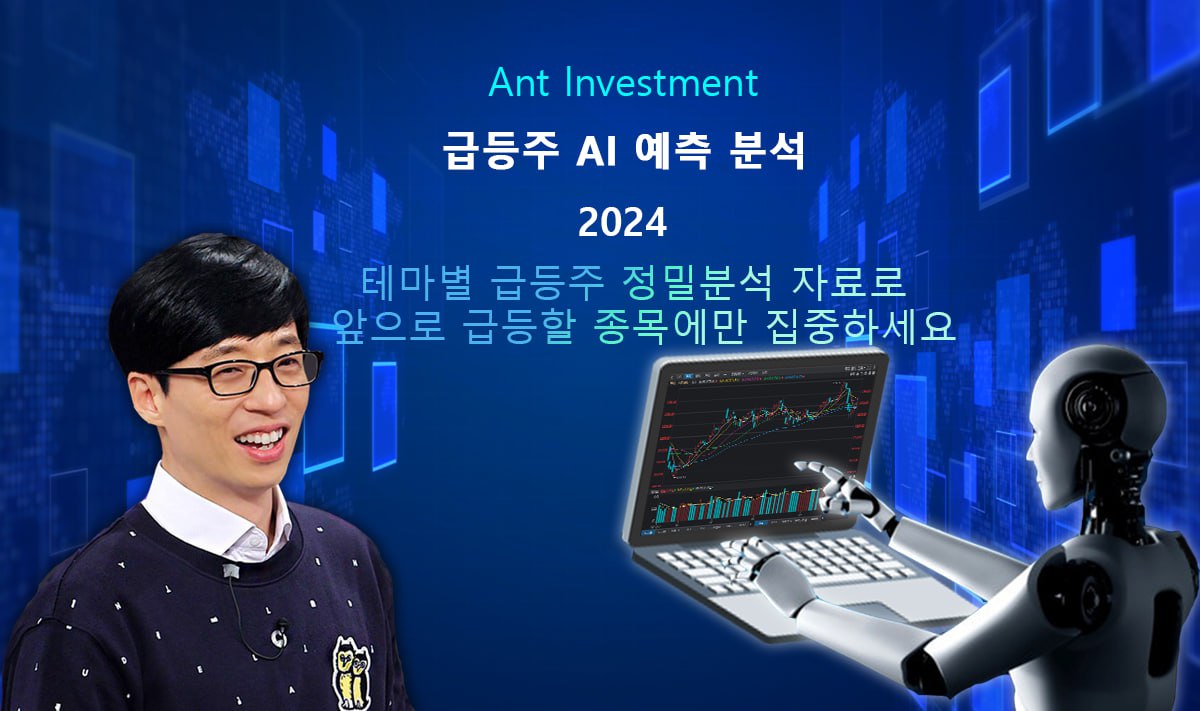 Ant Investment
급등주 AI 예측 분석
2024
테마별 급등주 정밀분석 자료로
앞으로 급등할 종목에만 집중하세요